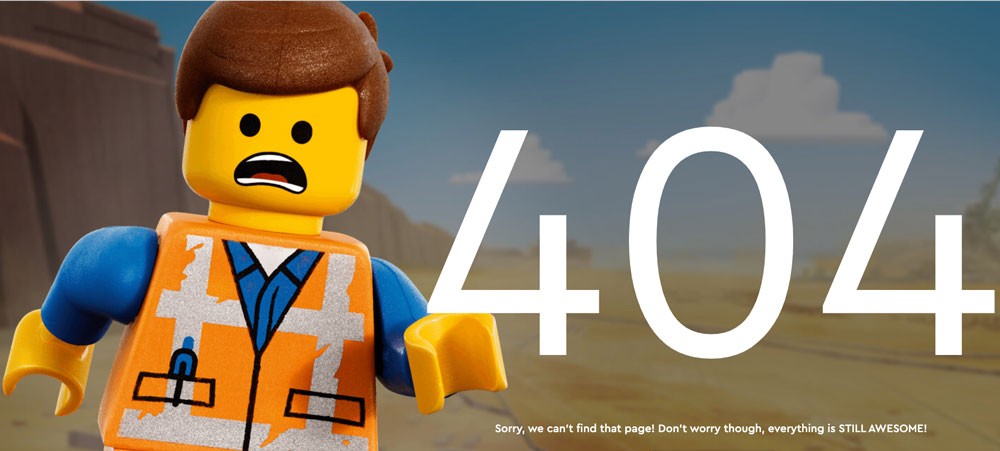 404
Sorry, we can't find that page! Don't worry though, everything is STILL AWESOME!